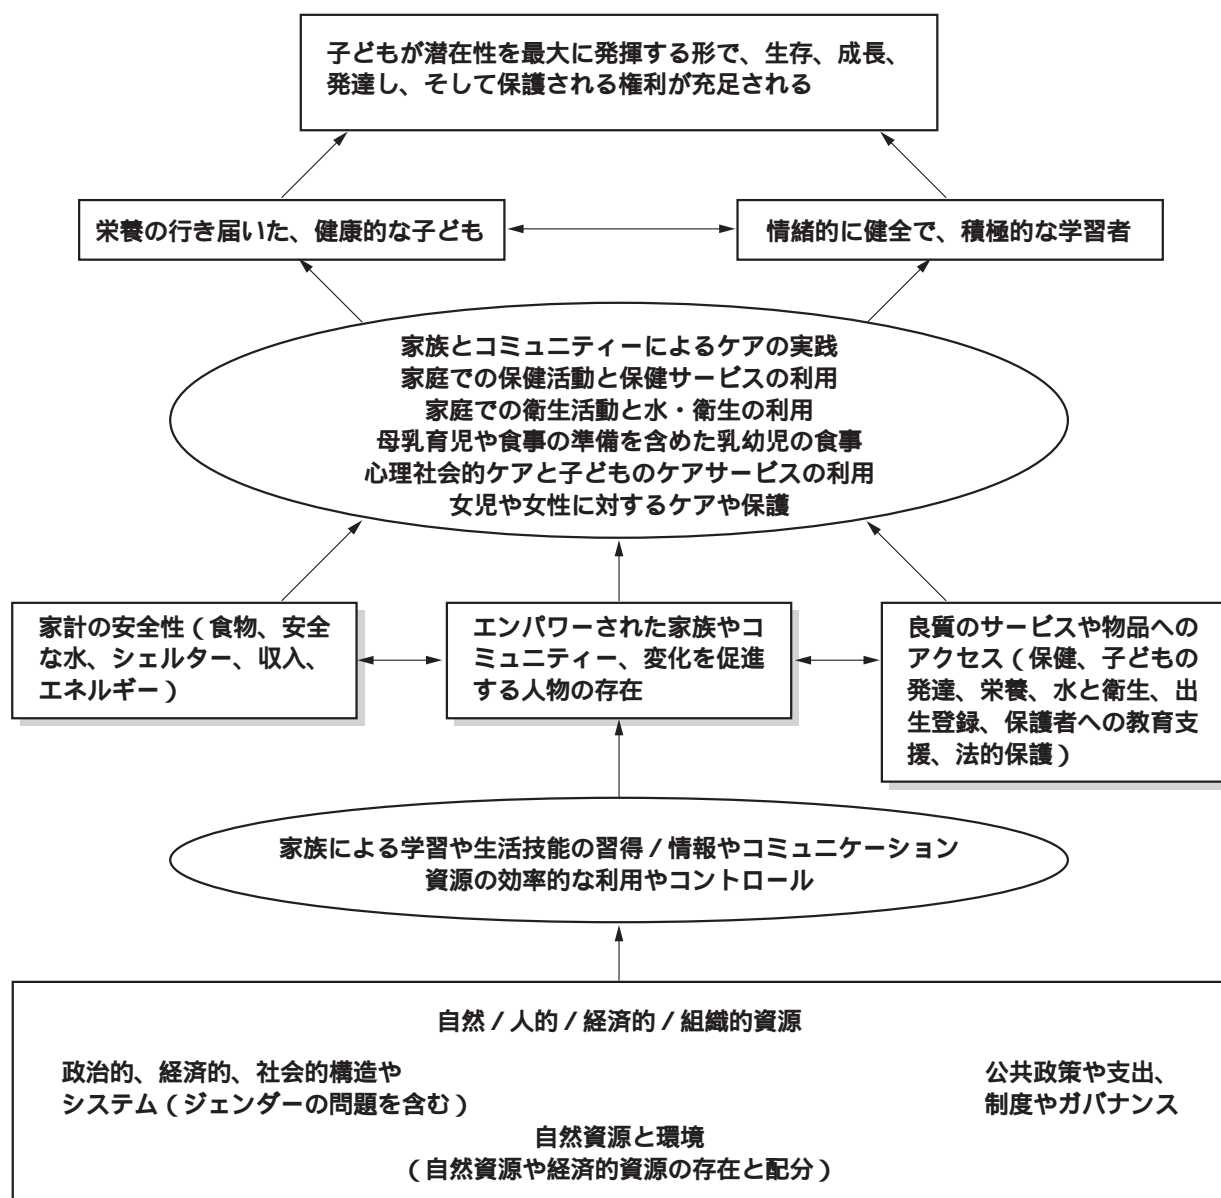 子どもが潜在性を最大に発揮する形で、生存、成長、
発達し、そして保護される権利が充足される
栄養の行き届いた、健康的な子ども
情緒的に健全で、積極的な学習者
家族とコミュニティーによるケアの実践
家庭での保健活動と保健サービスの利用
家庭での衛生活動と水・衛生の利用
母乳育児や食事の準備を含めた乳幼児の食事
心理社会的ケアと子どものケアサービスの利用
女児や女性に対するケアや保護
家計の安全性（食物、安全
な水、シェルター、収入、
エネルギー）
エンパワーされた家族やコ
ミュニティー、変化を促進
する人物の存在
良質のサービスや物品への
アクセス（保健、子どもの
発達、栄養、水と衛生、出
生登録、保護者への教育支
援、法的保護）
家族による学習や生活技能の習得 / 情報やコミュニケーション
資源の効率的な利用やコントロール
自然 / 人的 / 経済的 / 組織的資源
政治的、経済的、社会的構造や
システム（ジェンダーの問題を含む）
公共政策や支出、
制度やガバナンス
自然資源と環境
（自然資源や経済的資源の存在と配分）